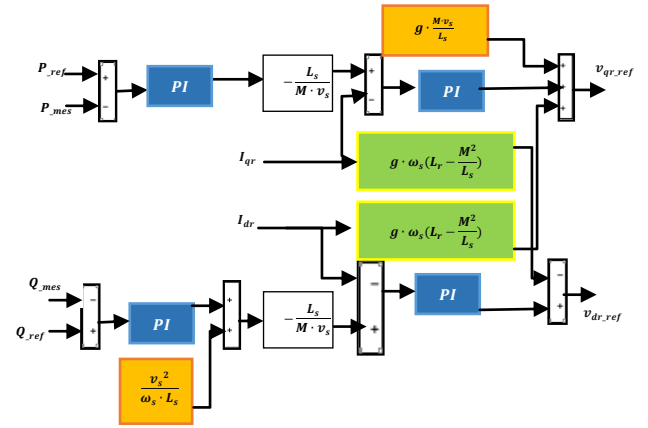 g · M·v_s / L_s
P_ref
P_mes
+
−
PI
− L_s / M · v_s
+
−
PI
+
+
+
v_qr_ref
I_qr
g · ω_s(L_r − M² / L_s)
I_dr
g · ω_s(L_r − M² / L_s)
Q_mes
Q_ref
−
+
PI
+
+
− L_s / M · v_s
−
+
PI
−
+
v_dr_ref
v_s² / ω_s · L_s